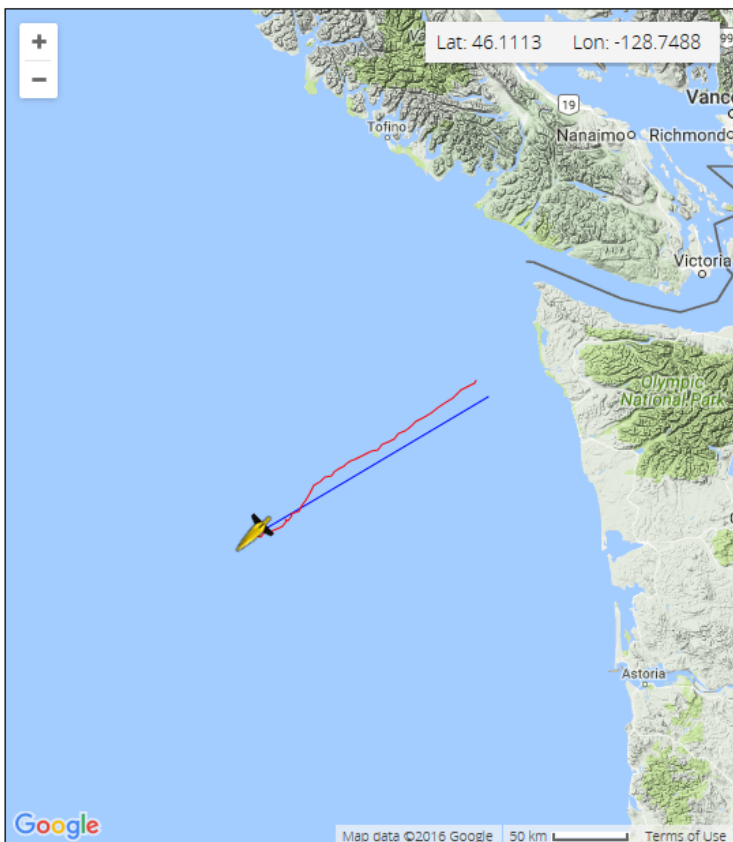 +
Lat: 46.1113 Lon: -128.7488
−
19
Vanc
Tofino
Nanaimo Richmond
Victoria
Olympic
National Park
Astoria
Google
Map data ©2016 Google 50 km Terms of Use